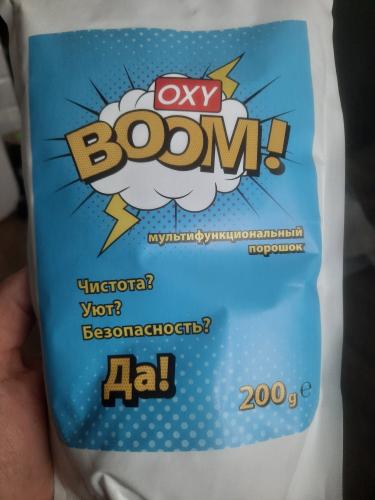 OXY
BOOM!
мультифункциональный
порошок
Чистота?
Уют?
Безопасность?
Да!
200g℮